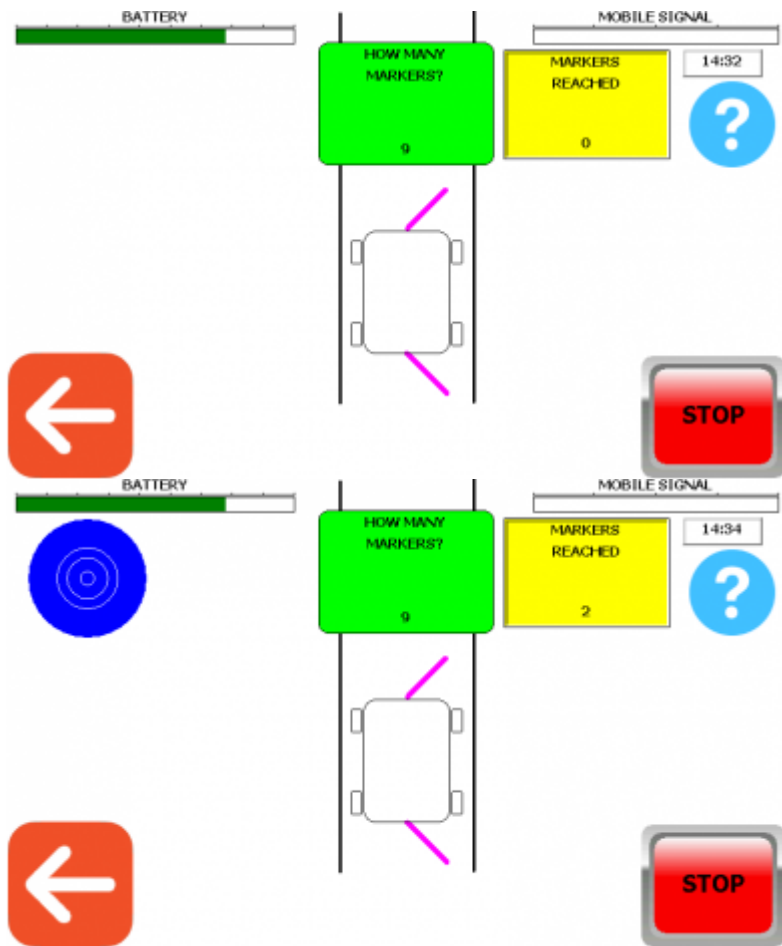 BATTERY
MOBILE SIGNAL
HOW MANY
MARKERS?
9
MARKERS
REACHED
0
14:32
?
STOP
BATTERY
MOBILE SIGNAL
HOW MANY
MARKERS?
9
MARKERS
REACHED
2
14:34
?
STOP